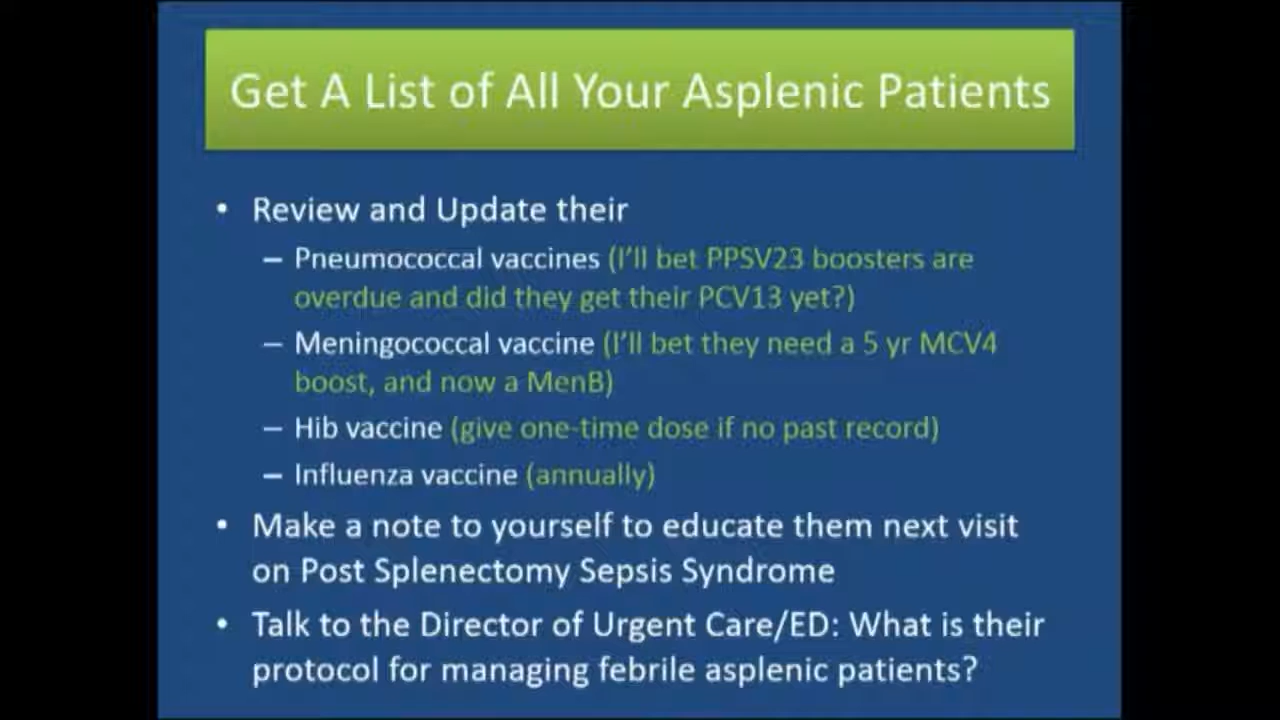 Get A List of All Your Asplenic Patients
• Review and Update their
– Pneumococcal vaccines (I'll bet PPSV23 boosters are
overdue and did they get their PCV13 yet?)
– Meningococcal vaccine (I'll bet they need a 5 yr MCV4
boost, and now a MenB)
– Hib vaccine (give one-time dose if no past record)
– Influenza vaccine (annually)
• Make a note to yourself to educate them next visit
on Post Splenectomy Sepsis Syndrome
• Talk to the Director of Urgent Care/ED: What is their
protocol for managing febrile asplenic patients?